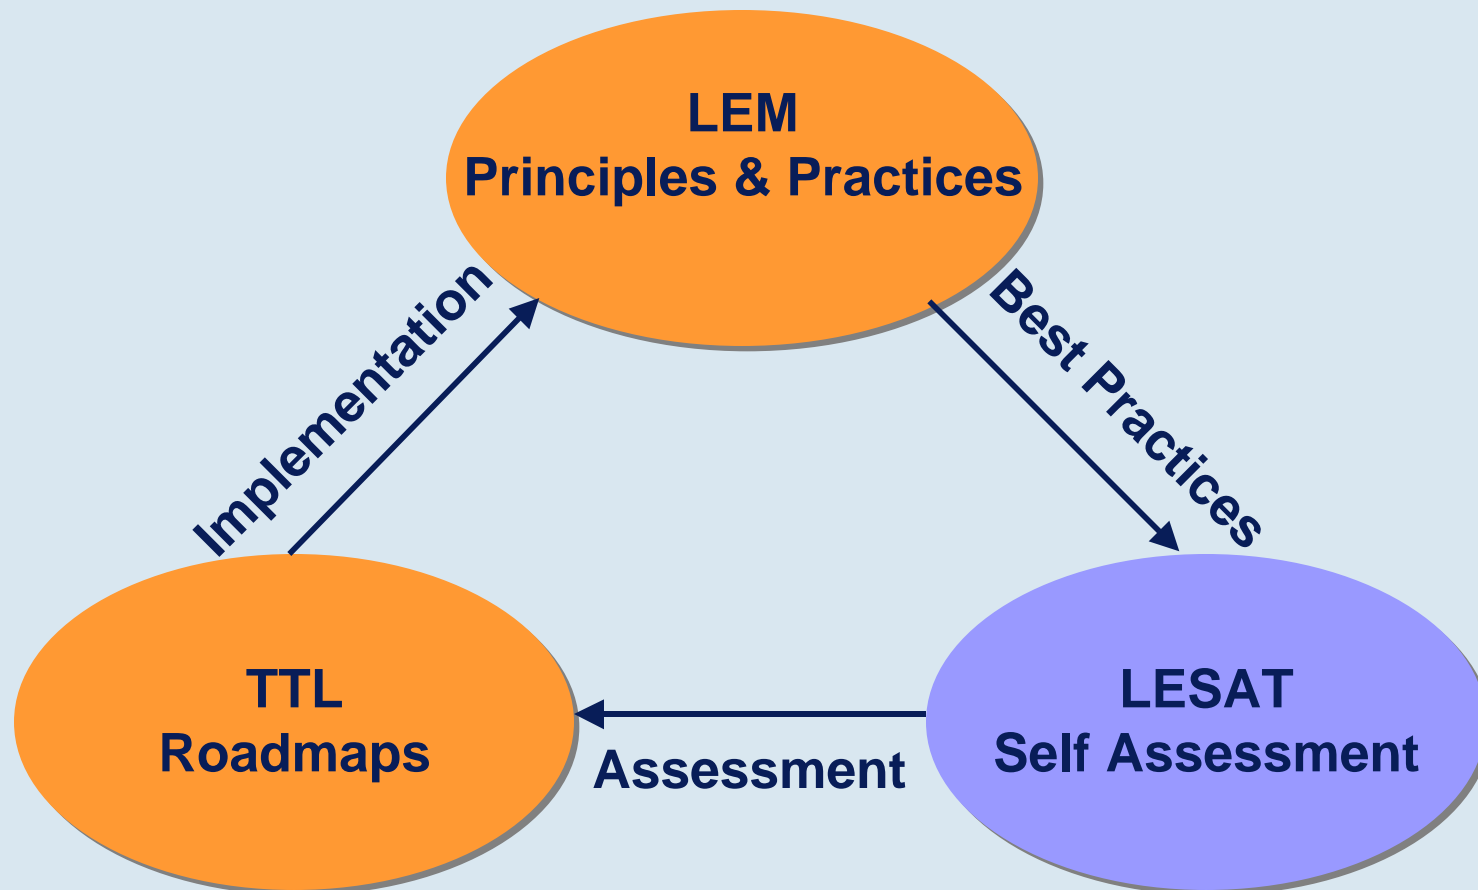 LEM
Principles & Practices
Implementation
Best Practices
TTL
Roadmaps
Assessment
LESAT
Self Assessment